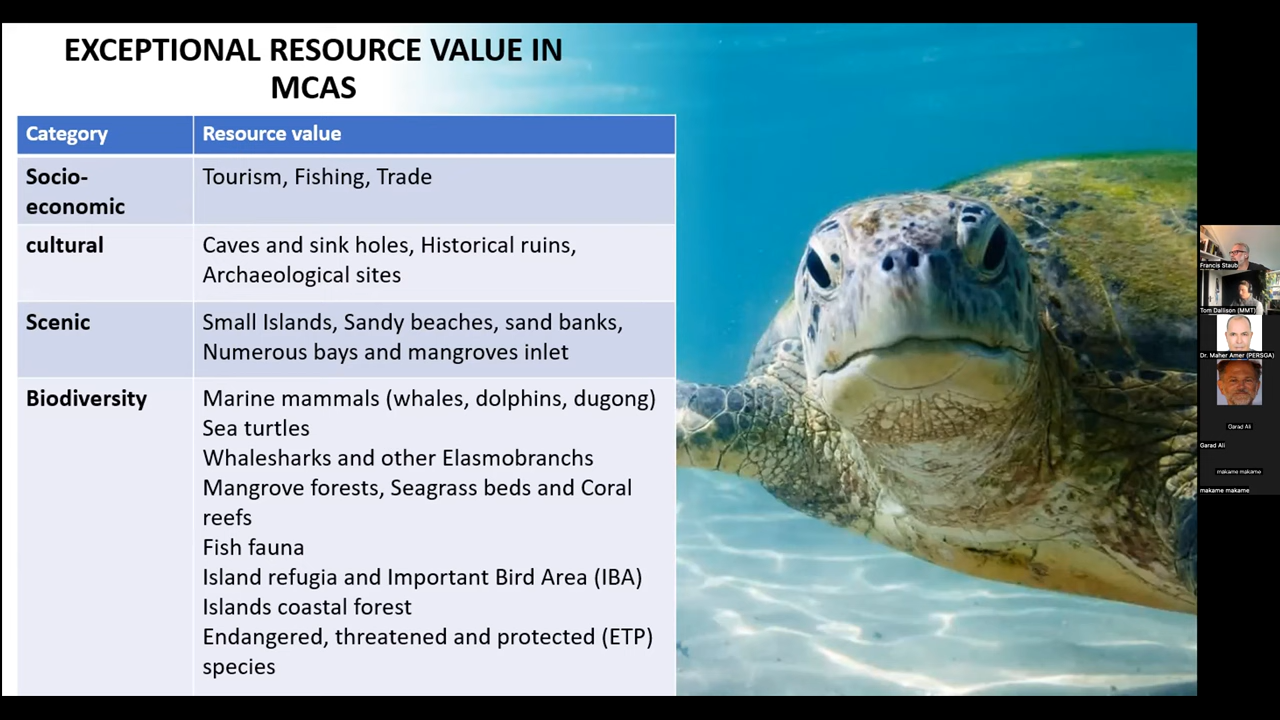 EXCEPTIONAL RESOURCE VALUE IN
MCAS
Category
Resource value
Socio-
economic
Tourism, Fishing, Trade
cultural
Caves and sink holes, Historical ruins,
Archaeological sites
Scenic
Small Islands, Sandy beaches, sand banks,
Numerous bays and mangroves inlet
Biodiversity
Marine mammals (whales, dolphins, dugong)
Sea turtles
Whalesharks and other Elasmobranchs
Mangrove forests, Seagrass beds and Coral
reefs
Fish fauna
Island refugia and Important Bird Area (IBA)
Islands coastal forest
Endangered, threatened and protected (ETP)
species
Francis Staub
Tom Dallison (MMT)
Dr. Maher Amer (PERSGA)
Garad Ali
Garad Ali
makame makame
makame makame